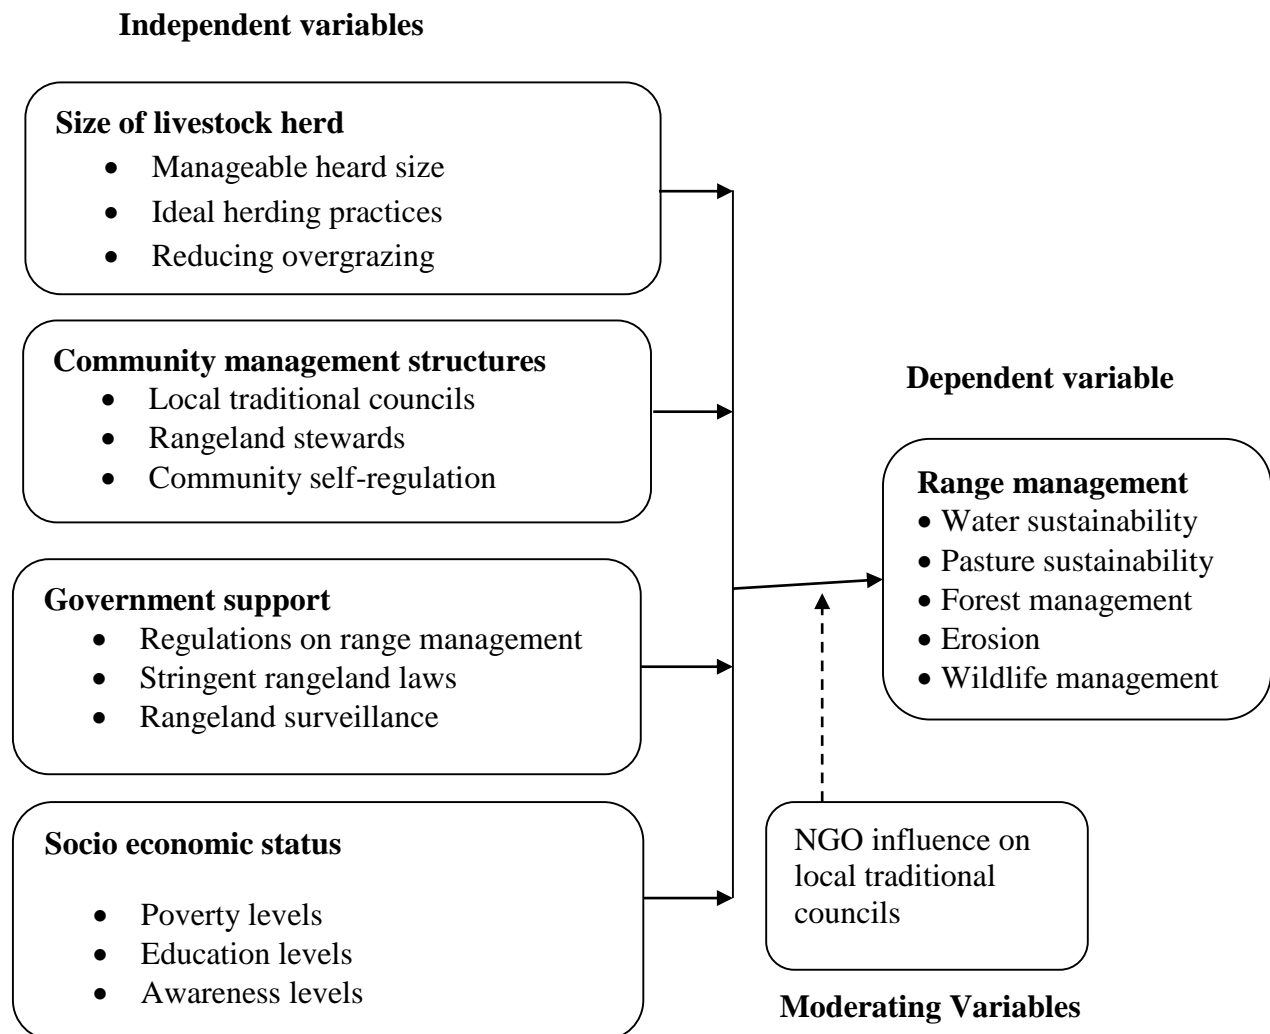 Independent variables
Size of livestock herd
• Manageable heard size
• Ideal herding practices
• Reducing overgrazing
Community management structures
• Local traditional councils
• Rangeland stewards
• Community self-regulation
Government support
• Regulations on range management
• Stringent rangeland laws
• Rangeland surveillance
Socio economic status
• Poverty levels
• Education levels
• Awareness levels
Dependent variable
Range management
• Water sustainability
• Pasture sustainability
• Forest management
• Erosion
• Wildlife management
NGO influence on
local traditional
councils
Moderating Variables